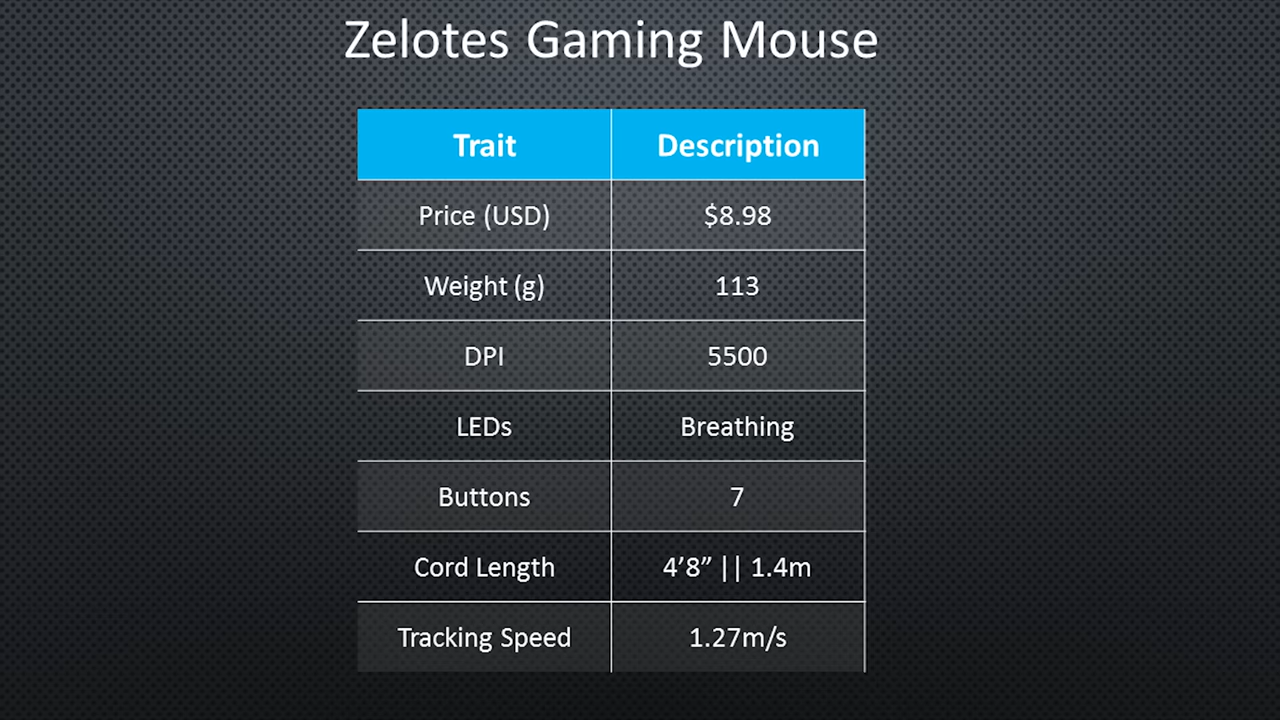 Zelotes Gaming Mouse
Trait Description
Price (USD) $8.98
Weight (g) 113
DPI 5500
LEDs Breathing
Buttons 7
Cord Length 4’8” || 1.4m
Tracking Speed 1.27m/s